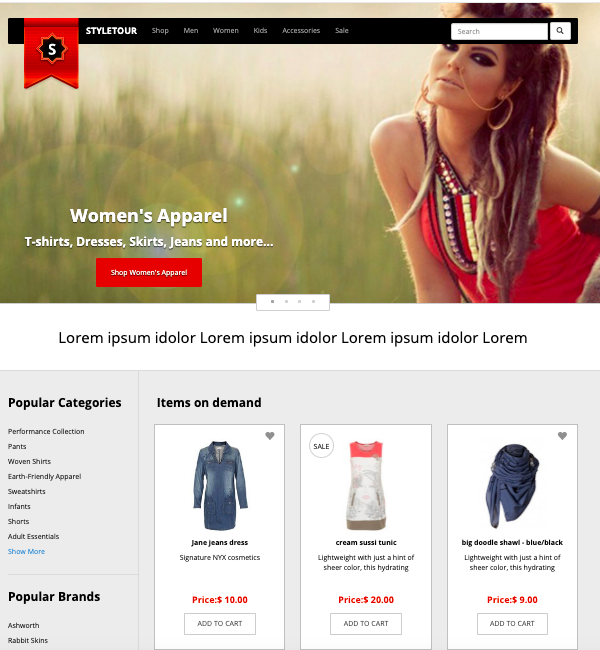 STYLETOUR Shop Men Women Kids Accessories Sale Search
S
Women's Apparel
T-shirts, Dresses, Skirts, Jeans and more...
Shop Women's Apparel
Lorem ipsum idolor Lorem ipsum idolor Lorem ipsum idolor Lorem
Popular Categories
Performance Collection
Pants
Woven Shirts
Earth-Friendly Apparel
Sweatshirts
Infants
Shorts
Adult Essentials
Show More
Popular Brands
Ashworth
Rabbit Skins
Items on demand
Jane jeans dress
Signature NYX cosmetics
Price:$ 10.00
ADD TO CART
SALE
cream sussi tunic
Lightweight with just a hint of
sheer color, this hydrating
Price:$ 20.00
ADD TO CART
big doodle shawl - blue/black
Lightweight with just a hint of
sheer color, this hydrating
Price:$ 9.00
ADD TO CART